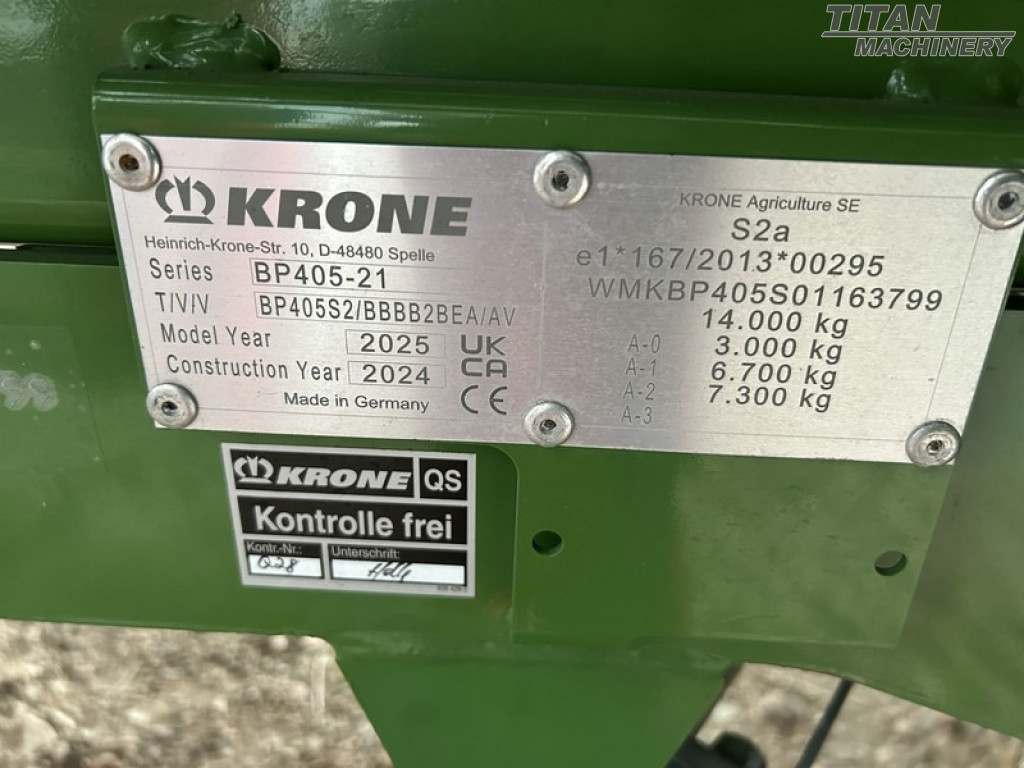 TITAN
MACHINERY
KRONE
Heinrich-Krone-Str. 10, D-48480 Spelle
Series BP405-21
T/V/V BP405S2/BBBB2BEA/AV
Model Year 2025
Construction Year 2024
UK
CA
Made in Germany CE
KRONE Agriculture SE
S2a
e1*167/2013*00295
WMKBP405S01163799
14.000 kg
A-0 3.000 kg
A-1 6.700 kg
A-2 7.300 kg
A-3
KRONE QS
Kontrolle frei
Kontr.-Nr.: Unterschrift:
Q28